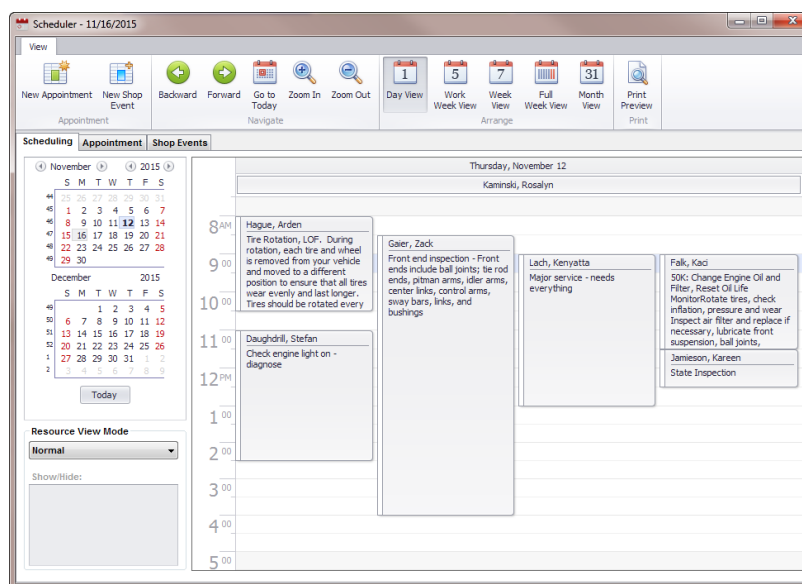 Scheduler - 11/16/2015
View
New Appointment
New Shop
Event
Backward
Forward
Go to
Today
Zoom In
Zoom Out
1
Day View
5
Work
Week View
7
Week
View
Full
Week View
31
Month
View
Print
Preview
Appointment
Navigate
Arrange
Print
Scheduling Appointment Shop Events
November 2015
S M T W T F S
44 25 26 27 28 29 30 31
45 1 2 3 4 5 6 7
46 8 9 10 11 12 13 14
47 15 16 17 18 19 20 21
48 22 23 24 25 26 27 28
49 29 30
December 2015
S M T W T F S
49 1 2 3 4 5
50 6 7 8 9 10 11 12
51 13 14 15 16 17 18 19
52 20 21 22 23 24 25 26
1 27 28 29 30 31 1 2
2 3 4 5 6 7 8 9
Today
Resource View Mode
Normal
Show/Hide:
Thursday, November 12
Kaminski, Rosalyn
8 AM
9 00
10 00
11 00
12 PM
1 00
2 00
3 00
4 00
5 00
Hague, Arden
Tire Rotation, LOF. During
rotation, each tire and wheel
is removed from your vehicle
and moved to a different
position to ensure that all tires
wear evenly and last longer.
Tires should be rotated every
Daughdrill, Stefan
Check engine light on -
diagnose
Gaier, Zack
Front end inspection - Front
ends include ball joints; tie rod
ends, pitman arms, idler arms,
center links, control arms,
sway bars, links, and
bushings
Lach, Kenyatta
Major service - needs
everything
Falk, Kaci
50K: Change Engine Oil and
Filter, Reset Oil Life
MonitorRotate tires, check
inflation, pressure and wear
Inspect air filter and replace if
necessary, lubricate front
suspension, ball joints,
Jamieson, Kareen
State Inspection